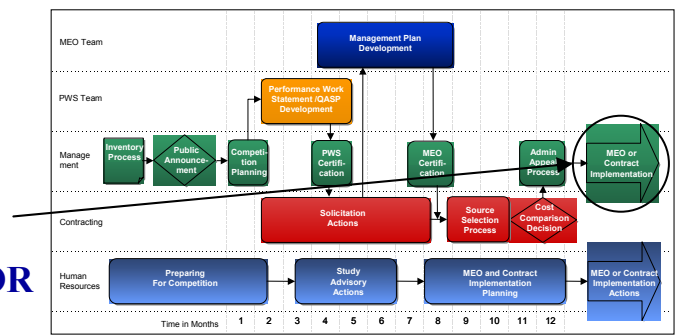 MEO Team
Management Plan
Development
PWS Team
Performance Work
Statement /QASP
Development
Manage
ment
Inventory
Process
Public
Announce-
ment
Competi
tion
Planning
PWS
Certifi-
cation
MEO
Certifi-
cation
Admin
Appeal
Process
MEO or
Contract
Implementation
Contracting
Solicitation
Actions
Source
Selection
Process
Cost
Comparison
Decision
OR
Human
Resources
Preparing
For Competition
Study
Advisory
Actions
MEO and Contract
Implementation
Planning
MEO or Contract
Implementation
Actions
Time in Months 1 2 3 4 5 6 7 8 9 10 11 12